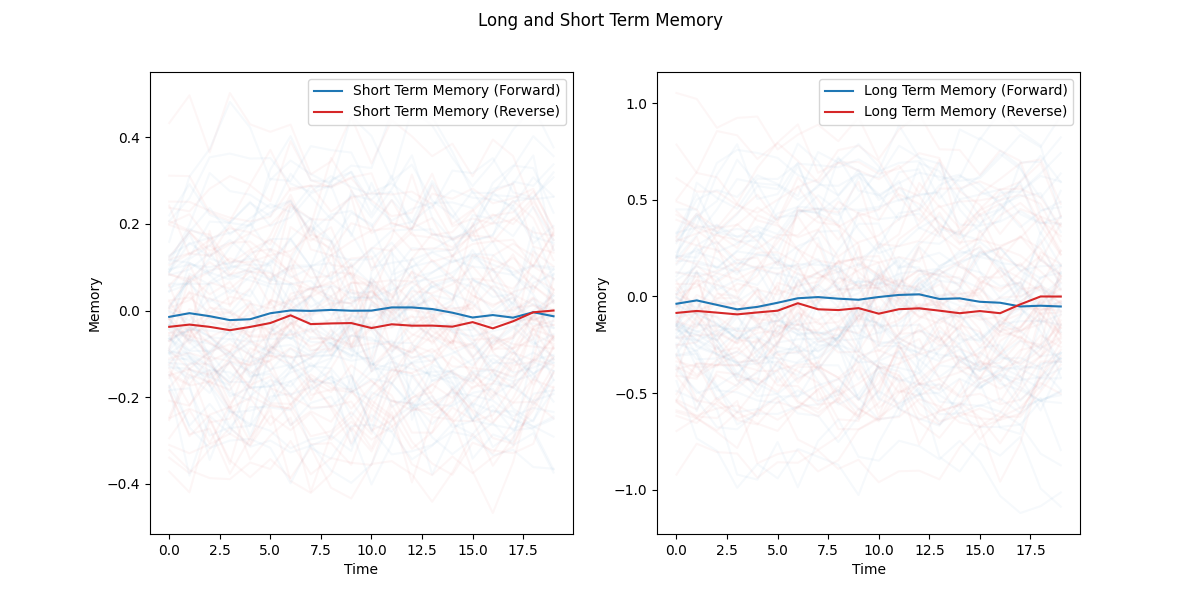 Long and Short Term Memory
Short Term Memory (Forward)
Short Term Memory (Reverse)
Memory
0.4
0.2
0.0
−0.2
−0.4
0.0 2.5 5.0 7.5 10.0 12.5 15.0 17.5
Time
Long Term Memory (Forward)
Long Term Memory (Reverse)
Memory
1.0
0.5
0.0
−0.5
−1.0
0.0 2.5 5.0 7.5 10.0 12.5 15.0 17.5
Time